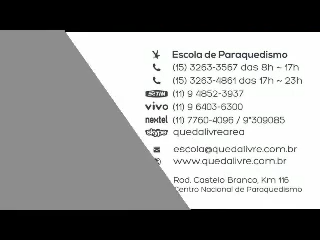 Escola de Paraquedismo
(15) 3263-3567 das 8h ~ 17h
(15) 3263-4861 das 17h ~ 23h
(11) 9 4852-3937
vivo (11) 9 6403-6300
nextel (11) 7760-4096 / 9*309085
skype quedalivrearea
escola@quedalivre.com.br
www.quedalivre.com.br
Rod. Castelo Branco, Km 116
Centro Nacional de Paraquedismo